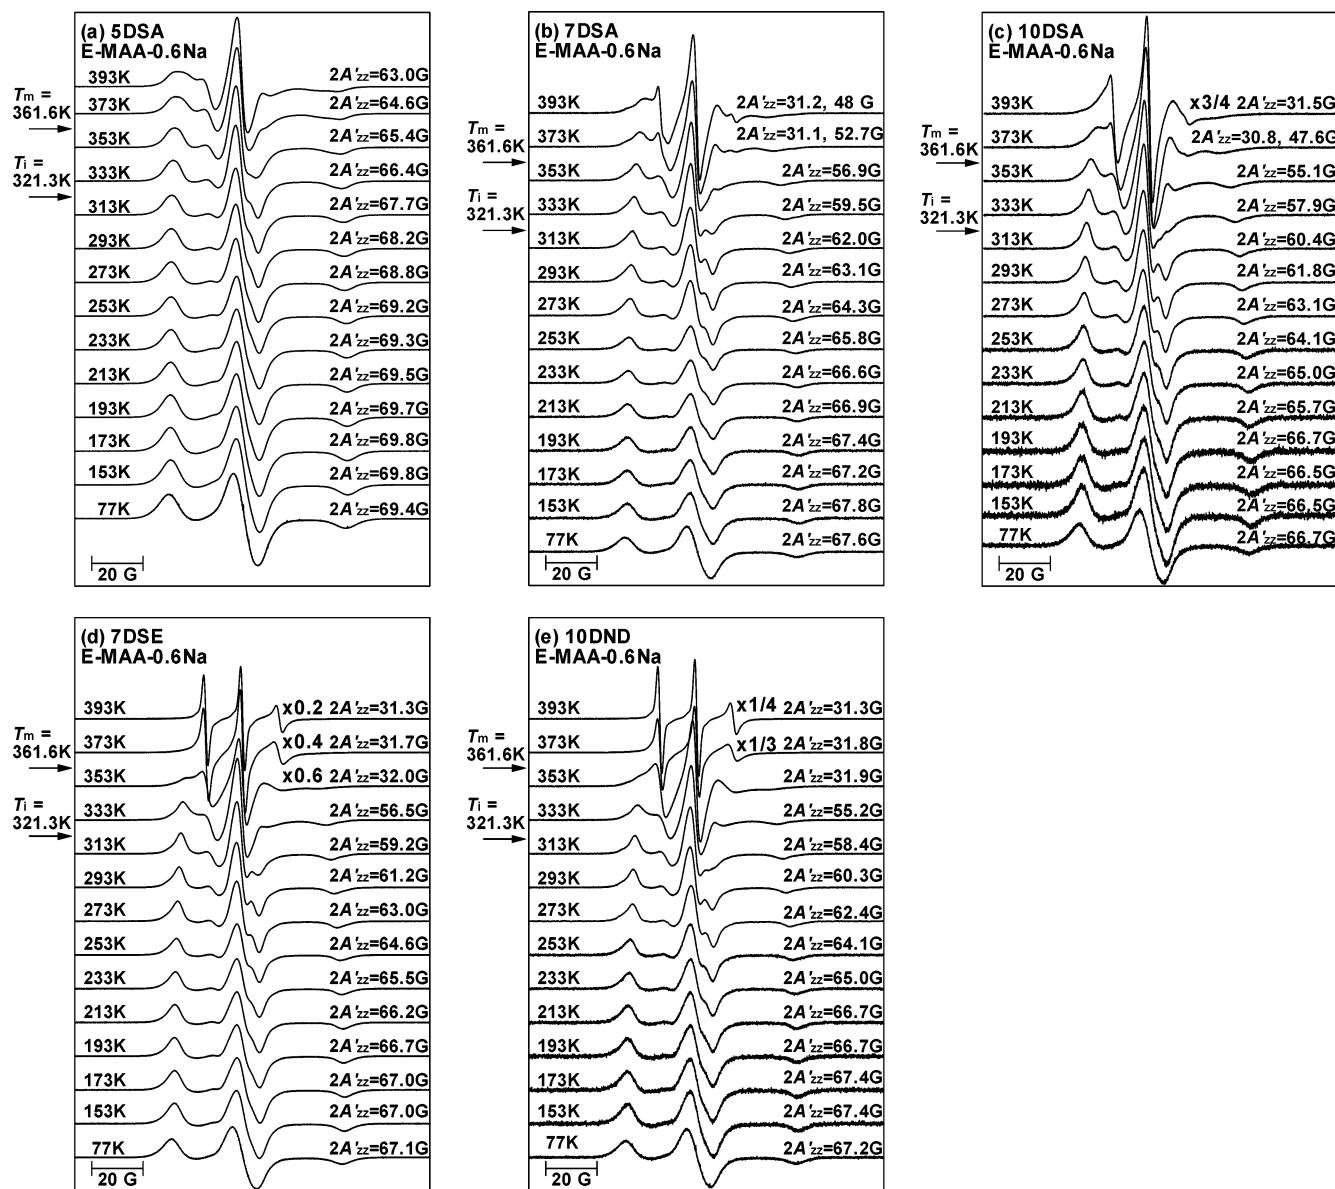 (a) 5DSA
E-MAA-0.6Na
Tm =
361.6K
Ti =
321.3K
393K 2A'zz=63.0G
373K 2A'zz=64.6G
353K 2A'zz=65.4G
333K 2A'zz=66.4G
313K 2A'zz=67.7G
293K 2A'zz=68.2G
273K 2A'zz=68.8G
253K 2A'zz=69.2G
233K 2A'zz=69.3G
213K 2A'zz=69.5G
193K 2A'zz=69.7G
173K 2A'zz=69.8G
153K 2A'zz=69.8G
77K 2A'zz=69.4G
20 G
(b) 7DSA
E-MAA-0.6Na
Tm =
361.6K
Ti =
321.3K
393K 2A'zz=31.2, 48 G
373K 2A'zz=31.1, 52.7G
353K 2A'zz=56.9G
333K 2A'zz=59.5G
313K 2A'zz=62.0G
293K 2A'zz=63.1G
273K 2A'zz=64.3G
253K 2A'zz=65.8G
233K 2A'zz=66.6G
213K 2A'zz=66.9G
193K 2A'zz=67.4G
173K 2A'zz=67.2G
153K 2A'zz=67.8G
77K 2A'zz=67.6G
20 G
(c) 10DSA
E-MAA-0.6Na
Tm =
361.6K
Ti =
321.3K
393K x3/4 2A'zz=31.5G
373K 2A'zz=30.8, 47.6G
353K 2A'zz=55.1G
333K 2A'zz=57.9G
313K 2A'zz=60.4G
293K 2A'zz=61.8G
273K 2A'zz=63.1G
253K 2A'zz=64.1G
233K 2A'zz=65.0G
213K 2A'zz=65.7G
193K 2A'zz=66.7G
173K 2A'zz=66.5G
153K 2A'zz=66.5G
77K 2A'zz=66.7G
20 G
(d) 7DSE
E-MAA-0.6Na
Tm =
361.6K
Ti =
321.3K
393K x0.2 2A'zz=31.3G
373K x0.4 2A'zz=31.7G
353K x0.6 2A'zz=32.0G
333K 2A'zz=56.5G
313K 2A'zz=59.2G
293K 2A'zz=61.2G
273K 2A'zz=63.0G
253K 2A'zz=64.6G
233K 2A'zz=65.5G
213K 2A'zz=66.2G
193K 2A'zz=66.7G
173K 2A'zz=67.0G
153K 2A'zz=67.0G
77K 2A'zz=67.1G
20 G
(e) 10DND
E-MAA-0.6Na
Tm =
361.6K
Ti =
321.3K
393K x1/4 2A'zz=31.3G
373K x1/3 2A'zz=31.8G
353K 2A'zz=31.9G
333K 2A'zz=55.2G
313K 2A'zz=58.4G
293K 2A'zz=60.3G
273K 2A'zz=62.4G
253K 2A'zz=64.1G
233K 2A'zz=65.0G
213K 2A'zz=66.7G
193K 2A'zz=66.7G
173K 2A'zz=67.4G
153K 2A'zz=67.4G
77K 2A'zz=67.2G
20 G